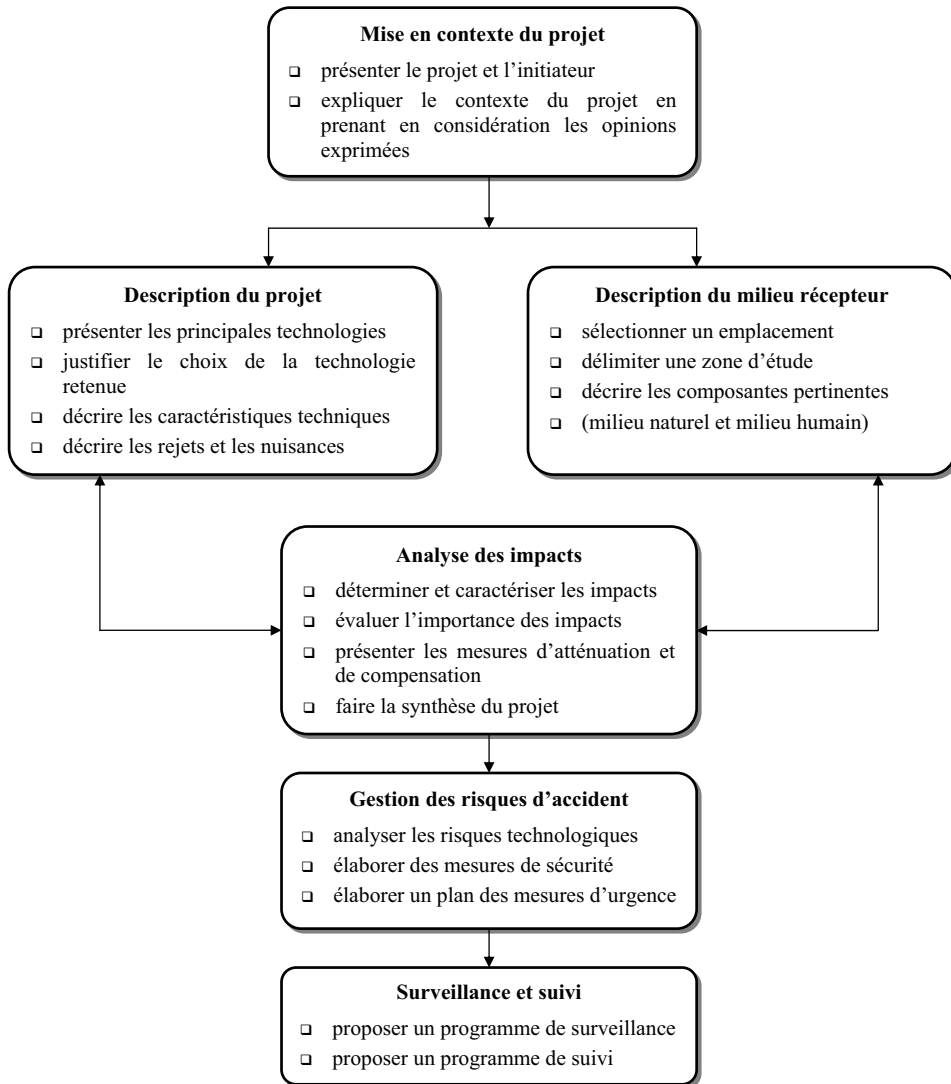 Mise en contexte du projet
❑ présenter le projet et l’initiateur
❑ expliquer le contexte du projet en
prenant en considération les opinions
exprimées
Description du projet
❑ présenter les principales technologies
❑ justifier le choix de la technologie
retenue
❑ décrire les caractéristiques techniques
❑ décrire les rejets et les nuisances
Description du milieu récepteur
❑ sélectionner un emplacement
❑ délimiter une zone d’étude
❑ décrire les composantes pertinentes
❑ (milieu naturel et milieu humain)
Analyse des impacts
❑ déterminer et caractériser les impacts
❑ évaluer l’importance des impacts
❑ présenter les mesures d’atténuation et
de compensation
❑ faire la synthèse du projet
Gestion des risques d’accident
❑ analyser les risques technologiques
❑ élaborer des mesures de sécurité
❑ élaborer un plan des mesures d’urgence
Surveillance et suivi
❑ proposer un programme de surveillance
❑ proposer un programme de suivi